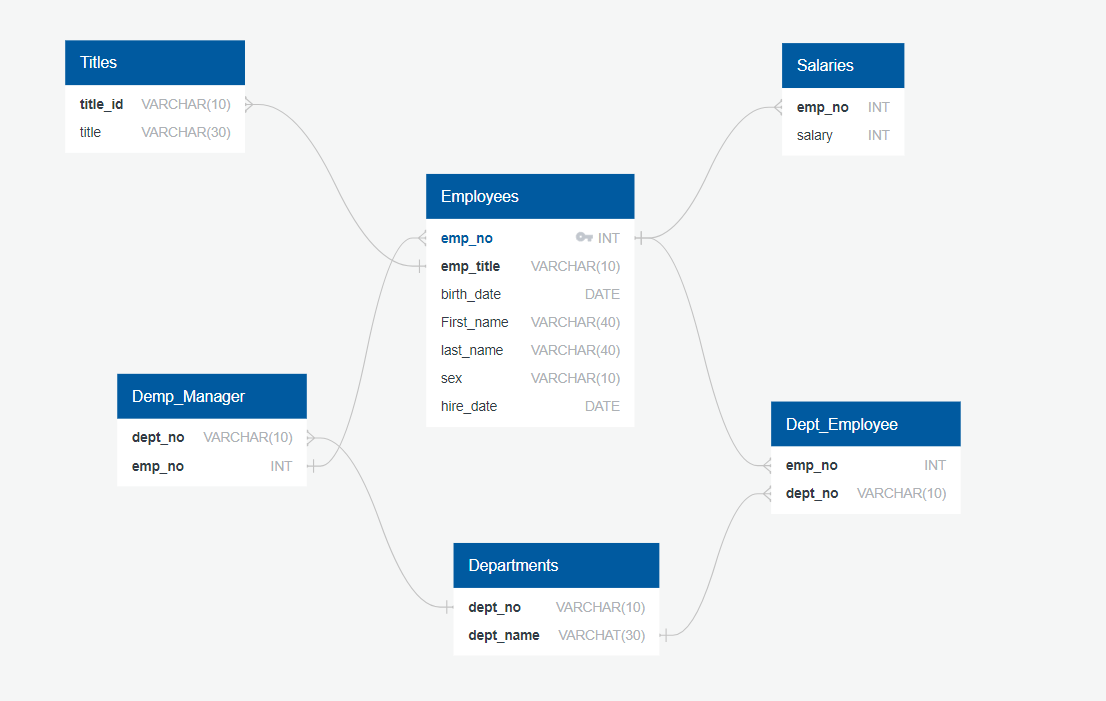 Titles
title_id VARCHAR(10)
title VARCHAR(30)
Salaries
emp_no INT
salary INT
Employees
emp_no INT
emp_title VARCHAR(10)
birth_date DATE
First_name VARCHAR(40)
last_name VARCHAR(40)
sex VARCHAR(10)
hire_date DATE
Demp_Manager
dept_no VARCHAR(10)
emp_no INT
Dept_Employee
emp_no INT
dept_no VARCHAR(10)
Departments
dept_no VARCHAR(10)
dept_name VARCHAT(30)